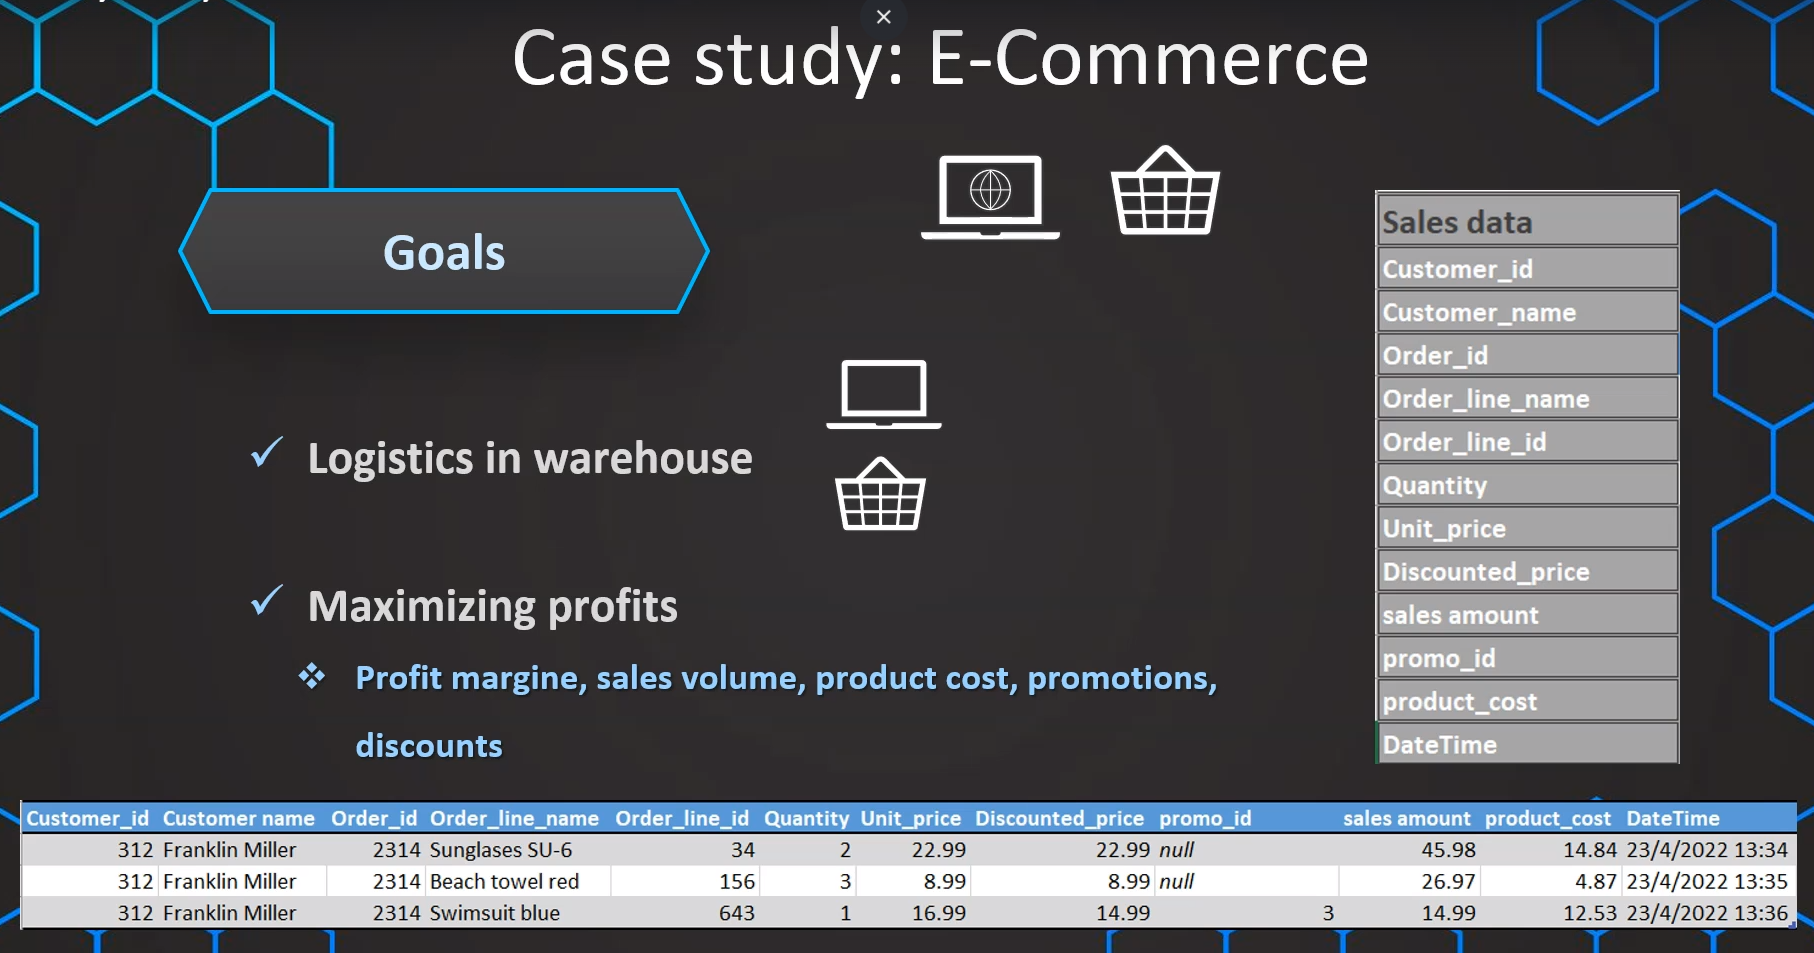 Case study: E-Commerce
Goals
Logistics in warehouse
Maximizing profits
Profit margine, sales volume, product cost, promotions,
discounts
Sales data
Customer_id
Customer_name
Order_id
Order_line_name
Order_line_id
Quantity
Unit_price
Discounted_price
sales amount
promo_id
product_cost
DateTime
Customer_id Customer name Order_id Order_line_name Order_line_id Quantity Unit_price Discounted_price promo_id sales amount product_cost DateTime
312 Franklin Miller 2314 Sunglases SU-6 34 2 22.99 22.99 null 45.98 14.84 23/4/2022 13:34
312 Franklin Miller 2314 Beach towel red 156 3 8.99 8.99 null 26.97 4.87 23/4/2022 13:35
312 Franklin Miller 2314 Swimsuit blue 643 1 16.99 14.99 3 14.99 12.53 23/4/2022 13:36